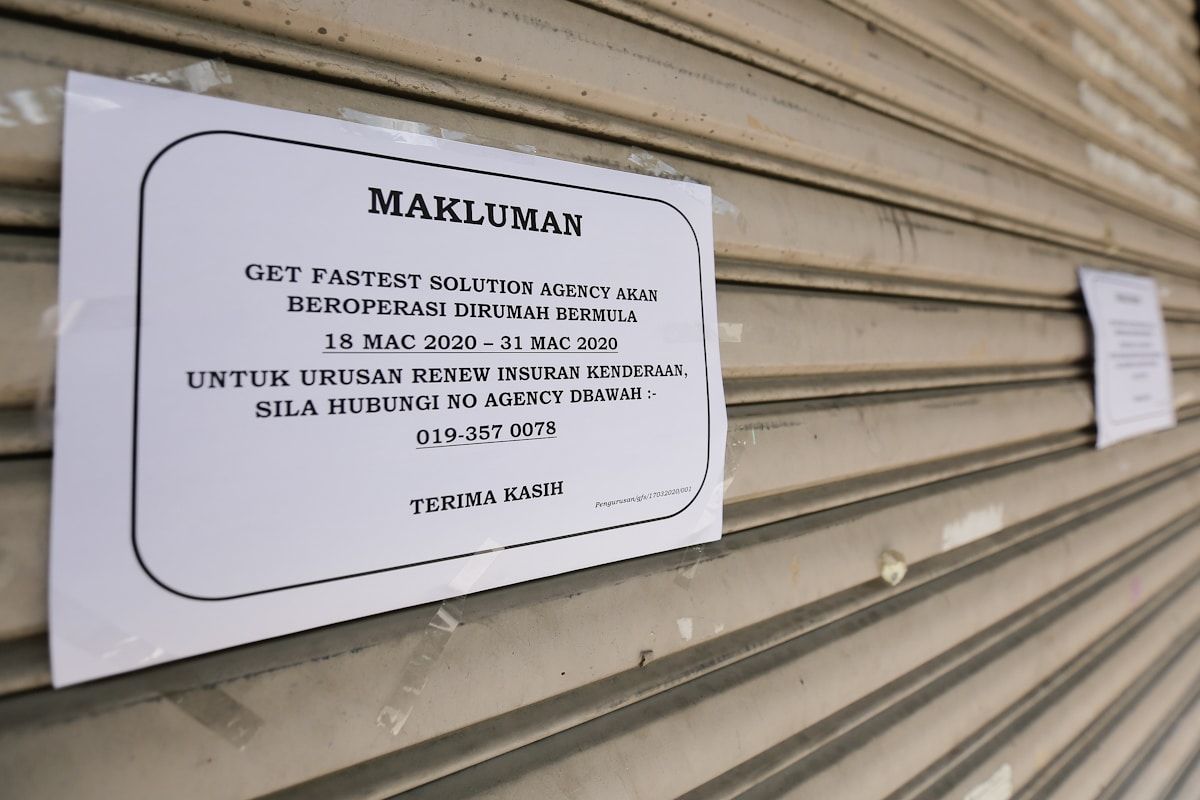 MAKLUMAN
GET FASTEST SOLUTION AGENCY AKAN
BEROPERASI DIRUMAH BERMULA
18 MAC 2020 – 31 MAC 2020
UNTUK URUSAN RENEW INSURAN KENDERAAN,
SILA HUBUNGI NO AGENCY DBAWAH :-
019-357 0078
TERIMA KASIH
Pengurusan/gfs/17032020/001